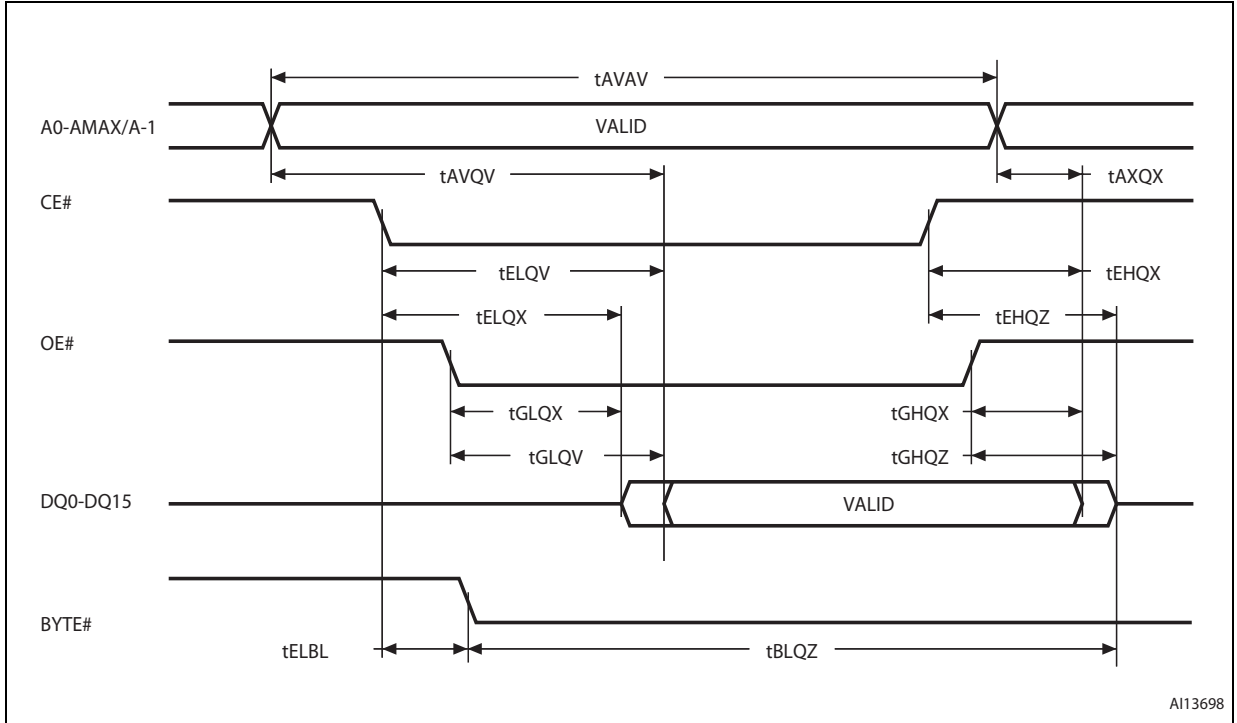 tAVAV
A0-AMAX/A-1
VALID
tAVQV
tAXQX
CE#
tELQV
tEHQX
tELQX
tEHQZ
OE#
tGLQX
tGHQX
tGLQV
tGHQZ
DQ0-DQ15
VALID
BYTE#
tELBL
tBLQZ
AI13698